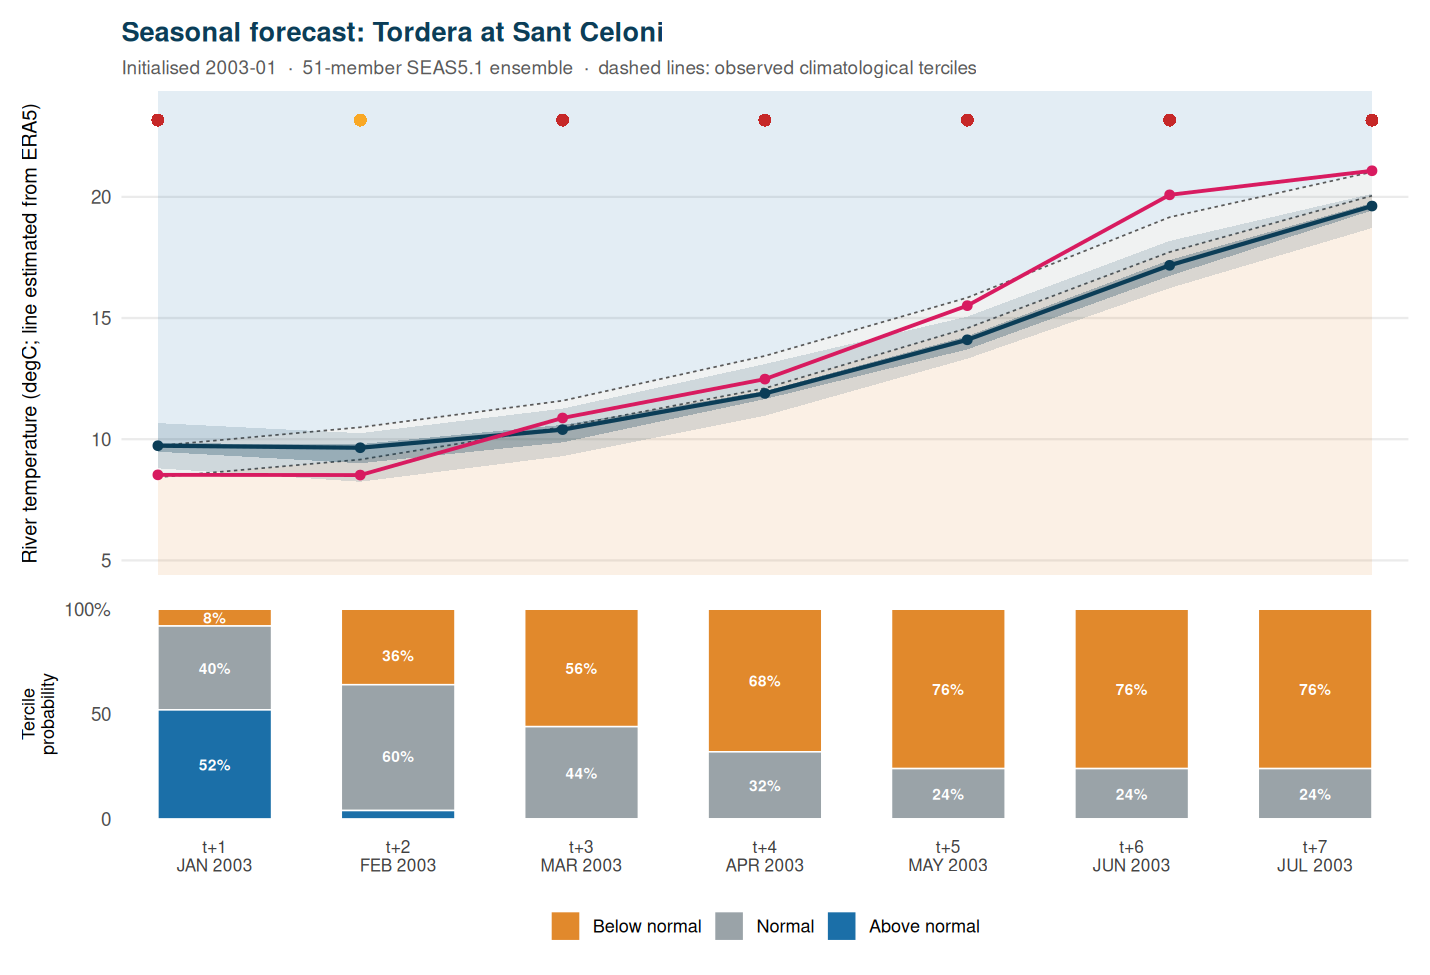 Seasonal forecast: Tordera at Sant Celoni
Initialised 2003-01 · 51-member SEAS5.1 ensemble · dashed lines: observed climatological terciles
River temperature (degC; line estimated from ERA5)
20
15
10
5
Tercile
probability
100%
50
0
8%
40%
52%
36%
60%
56%
44%
68%
32%
76%
24%
76%
24%
76%
24%
t+1
JAN 2003
t+2
FEB 2003
t+3
MAR 2003
t+4
APR 2003
t+5
MAY 2003
t+6
JUN 2003
t+7
JUL 2003
Below normal
Normal
Above normal